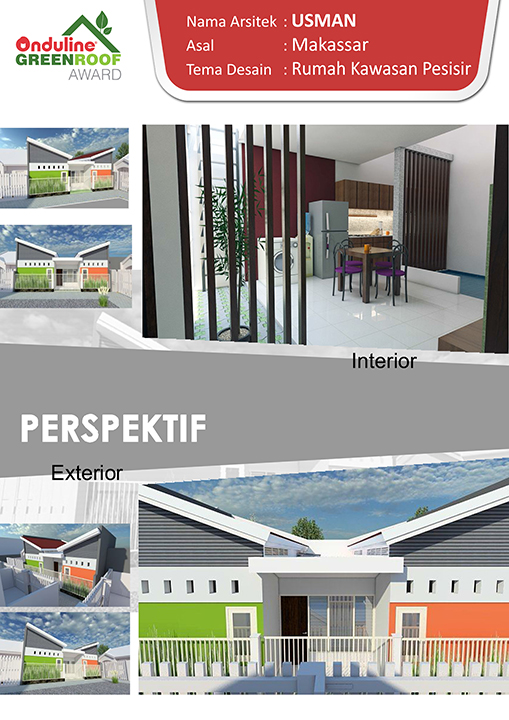 Onduline
GREENROOF
AWARD
Nama Arsitek : USMAN
Asal : Makassar
Tema Desain : Rumah Kawasan Pesisir
Interior
PERSPEKTIF
Exterior